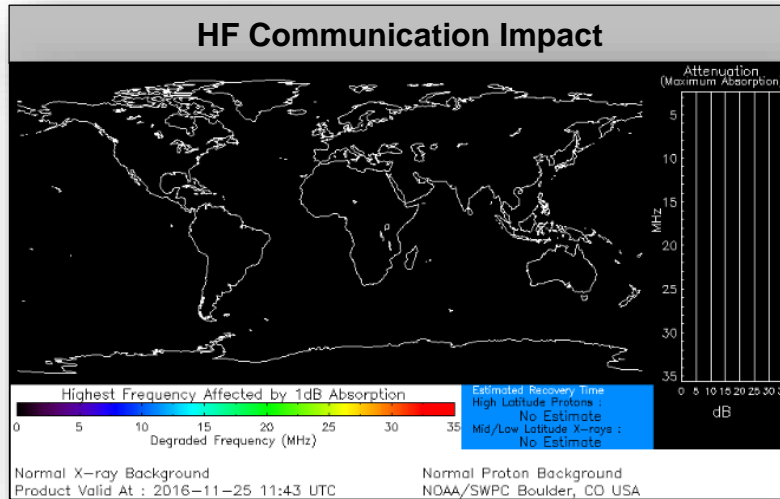 HF Communication Impact
Attenuation
(Maximum Absorption
5
10
15
20
25
30
35
MHz
0 5 10 15 20 25 30
dB
Highest Frequency Affected by 1dB Absorption
0 5 10 15 20 25 30 35
Degraded Frequency (MHz)
Estimated Recovery Time
High Latitude Protons :
No Estimate
Mid/Low Latitude X-rays :
No Estimate
Normal X-ray Background
Normal Proton Background
Product Valid At : 2016-11-25 11:43 UTC
NOAA/SWPC Boulder, CO USA